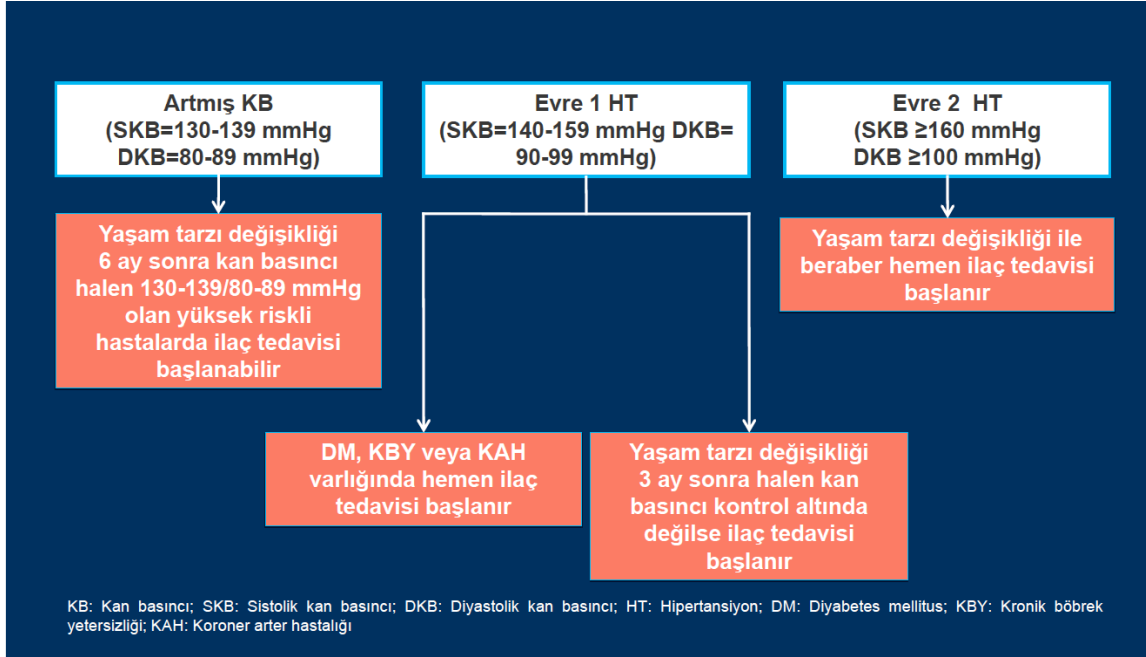 Artmış KB
(SKB=130-139 mmHg
DKB=80-89 mmHg)
Evre 1 HT
(SKB=140-159 mmHg DKB=
90-99 mmHg)
Evre 2 HT
(SKB ≥160 mmHg
DKB ≥100 mmHg)
Yaşam tarzı değişikliği
6 ay sonra kan basıncı
halen 130-139/80-89 mmHg
olan yüksek riskli
hastalarda ilaç tedavisi
başlanabilir
Yaşam tarzı değişikliği ile
beraber hemen ilaç tedavisi
başlanır
DM, KBY veya KAH
varlığında hemen ilaç
tedavisi başlanır
Yaşam tarzı değişikliği
3 ay sonra halen kan
basıncı kontrol altında
değilse ilaç tedavisi
başlanır
KB: Kan basıncı; SKB: Sistolik kan basıncı; DKB: Diyastolik kan basıncı; HT: Hipertansiyon; DM: Diyabetes mellitus; KBY: Kronik böbrek
yetersizliği; KAH: Koroner arter hastalığı